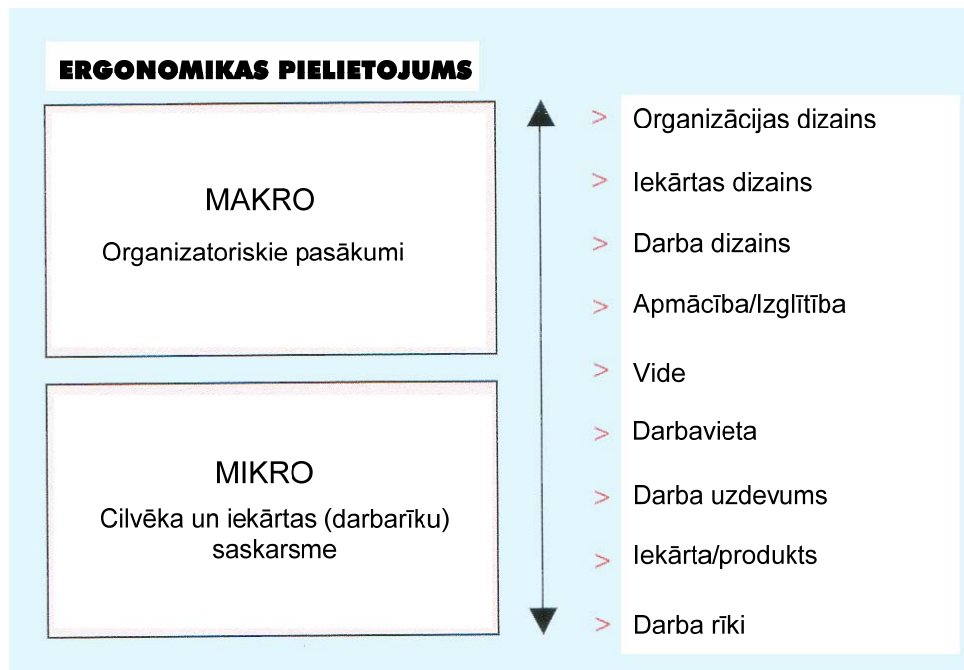 ERGONOMIKAS PIELIETOJUMS
MAKRO
Organizatoriskie pasākumi
MIKRO
Cilvēka un iekārtas (darbarīku)
saskarsme
> Organizācijas dizains
> Iekārtas dizains
> Darba dizains
> Apmācība/Izglītība
> Vide
> Darbavieta
> Darba uzdevums
> Iekārta/produkts
> Darba rīki